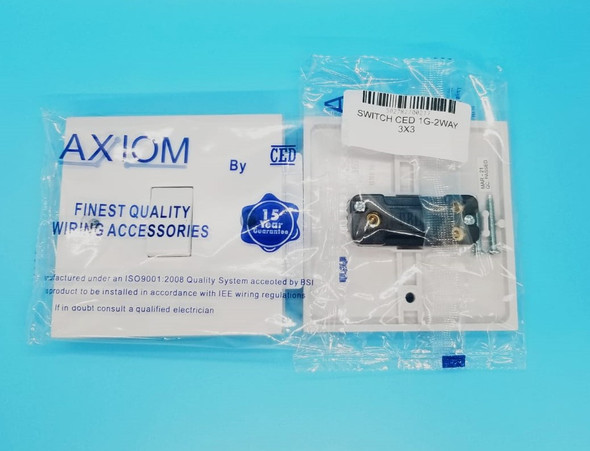 AXIOM
By CED
FINEST QUALITY
WIRING ACCESSORIES
15
Year
Guarantee
nufactured under an ISO9001:2008 Quality System accepted by BSI
product to be installed in accordance with IEE wiring regulations
If in doubt consult a qualified electrician
SWITCH CED 1G-2WAY
3X3